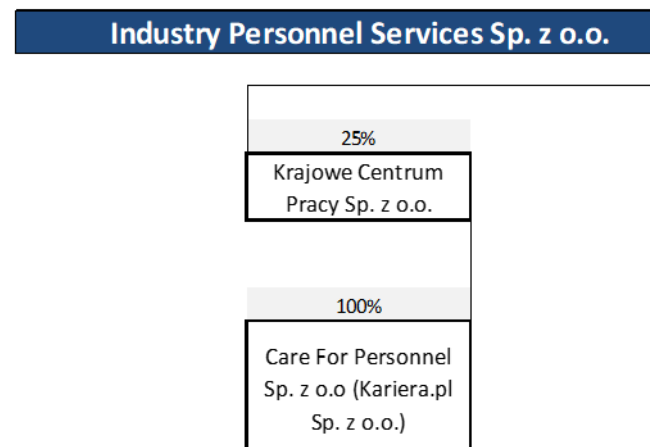 Industry Personnel Services Sp. z o.o.
25%
Krajowe Centrum
Pracy Sp. z o.o.
100%
Care For Personnel
Sp. z o.o (Kariera.pl
Sp. z o.o.)